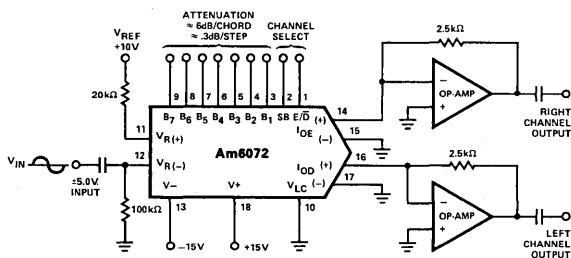 ATTENUATION
≈ 6dB/CHORD
≈ .3dB/STEP
CHANNEL
SELECT
VREF
+10V
20kΩ
9 8 7 6 5 4 3 2 1
B7 B6 B5 B4 B3 B2 B1 SB E/D̅
11
VR(+)
12
VR(−)
Am6072
VIN
±5.0V
INPUT
100kΩ
V−
V+
VLC
13
18
10
−15V
+15V
IOE
(+)
14
(−)
15
IOD
(+)
16
(−)
17
2.5kΩ
−
+
OP-AMP
RIGHT
CHANNEL
OUTPUT
2.5kΩ
−
+
OP-AMP
LEFT
CHANNEL
OUTPUT